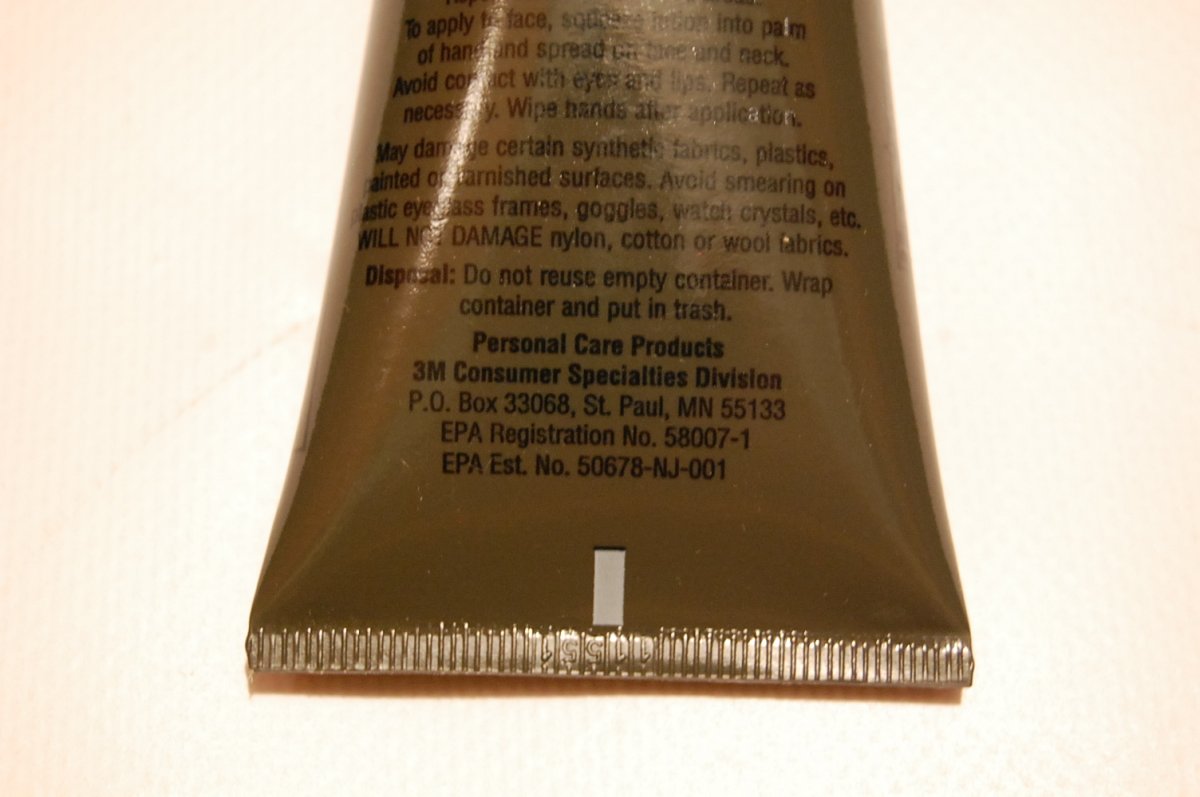 To apply to face, squeeze lotion into palm
of hand and spread on face and neck.
Avoid contact with eyes and lips. Repeat as
necessary. Wipe hands after application.
May damage certain synthetic fabrics, plastics,
painted or varnished surfaces. Avoid smearing on
plastic eyeglass frames, goggles, watch crystals, etc.
WILL NOT DAMAGE nylon, cotton or wool fabrics.
Disposal: Do not reuse empty container. Wrap
container and put in trash.
Personal Care Products
3M Consumer Specialties Division
P.O. Box 33068, St. Paul, MN 55133
EPA Registration No. 58007-1
EPA Est. No. 50678-NJ-001